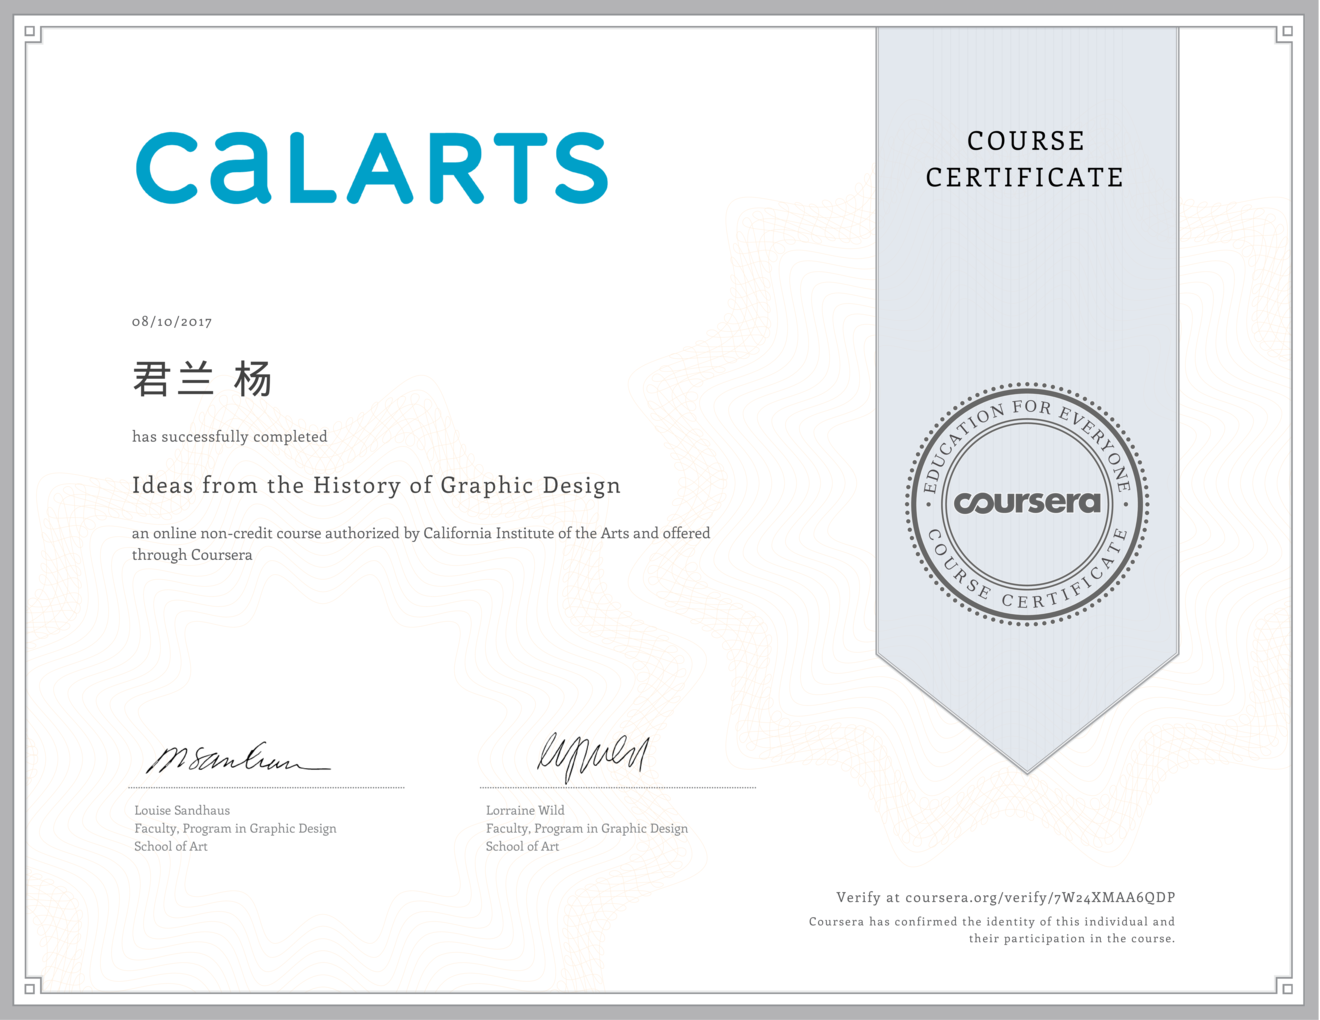 CaLARTS
COURSE
CERTIFICATE
08/10/2017
君兰 杨
has successfully completed
Ideas from the History of Graphic Design
an online non-credit course authorized by California Institute of the Arts and offered
through Coursera
EDUCATION FOR EVERYONE
coursera
COURSE CERTIFICATE
Louise Sandhaus
Faculty, Program in Graphic Design
School of Art
Lorraine Wild
Faculty, Program in Graphic Design
School of Art
Verify at coursera.org/verify/7W24XMAA6QDP
Coursera has confirmed the identity of this individual and
their participation in the course.